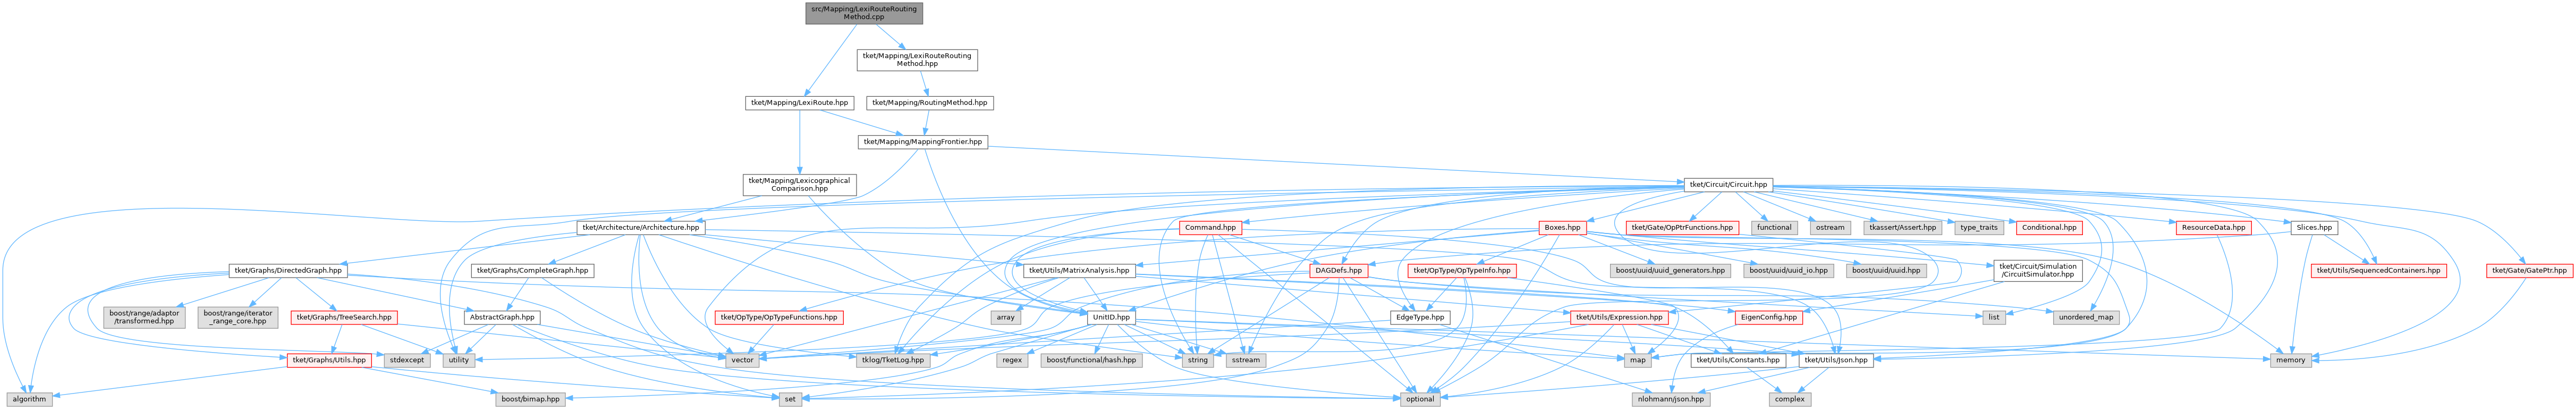 src/Mapping/LexiRouteRouting
Method.cpp
tket/Mapping/LexiRouteRouting
Method.hpp
tket/Mapping/LexiRoute.hpp
tket/Mapping/RoutingMethod.hpp
tket/Mapping/MappingFrontier.hpp
tket/Mapping/Lexicographical
Comparison.hpp
tket/Circuit/Circuit.hpp
tket/Architecture/Architecture.hpp
Command.hpp
Boxes.hpp
tket/Gate/OpPtrFunctions.hpp
functional
ostream
tkassert/Assert.hpp
type_traits
Conditional.hpp
ResourceData.hpp
Slices.hpp
tket/Graphs/DirectedGraph.hpp
tket/Graphs/CompleteGraph.hpp
tket/Utils/MatrixAnalysis.hpp
DAGDefs.hpp
tket/OpType/OpTypeInfo.hpp
boost/uuid/uuid_generators.hpp
boost/uuid/uuid_io.hpp
boost/uuid/uuid.hpp
tket/Circuit/Simulation
/CircuitSimulator.hpp
tket/Utils/SequencedContainers.hpp
tket/Gate/GatePtr.hpp
boost/range/adaptor
/transformed.hpp
boost/range/iterator
_range_core.hpp
tket/Graphs/TreeSearch.hpp
AbstractGraph.hpp
tket/OpType/OpTypeFunctions.hpp
array
UnitID.hpp
EdgeType.hpp
tket/Utils/Expression.hpp
EigenConfig.hpp
list
unordered_map
tket/Graphs/Utils.hpp
stdexcept
utility
vector
tklog/TketLog.hpp
regex
boost/functional/hash.hpp
string
sstream
map
tket/Utils/Constants.hpp
tket/Utils/Json.hpp
memory
algorithm
boost/bimap.hpp
set
optional
nlohmann/json.hpp
complex